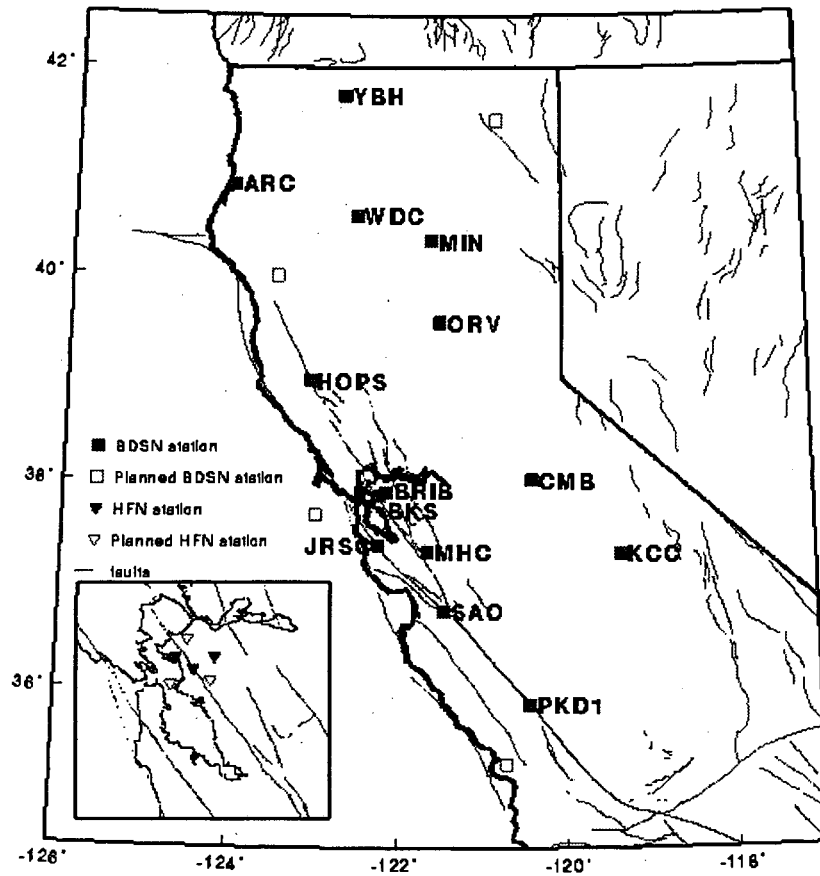 42°
YBH
ARC
WDC
MIN
40°
ORV
HOPS
BDSN station
38°
Planned BDSN station
CMB
BRIB
HFN station
BKS
Planned HFN station
JRSC
MHC
KCC
faults
SAO
36°
PKD1
-126°
-124°
-122°
-120°
-116°